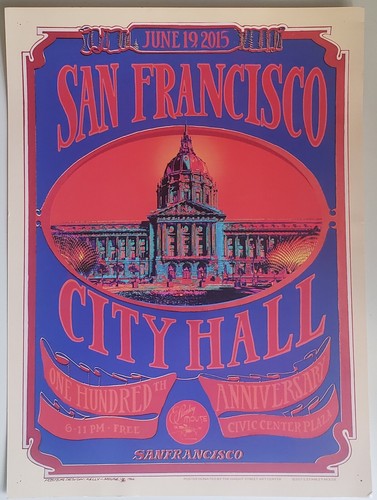 JUNE 19 2015
SAN FRANCISCO
CITY HALL
ONE HUNDREDTH ANNIVERSARY
6-11 PM - FREE
CIVIC CENTER PLAZA
SANFRANCISCO